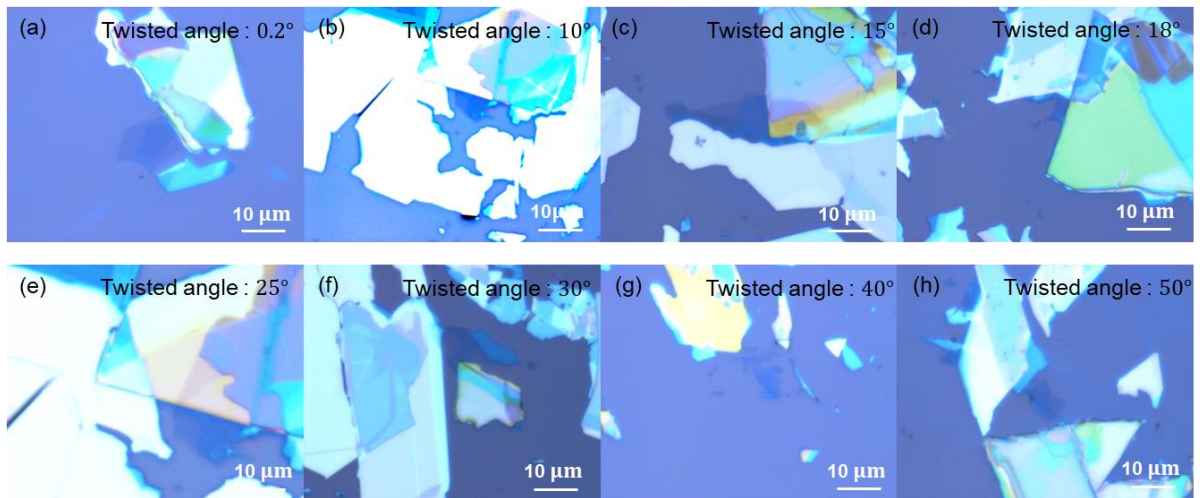 (a) Twisted angle : 0.2°
(b) Twisted angle : 10°
(c) Twisted angle : 15°
(d) Twisted angle : 18°
10 μm
10 μm
10 μm
10 μm
(e) Twisted angle : 25°
(f) Twisted angle : 30°
(g) Twisted angle : 40°
(h) Twisted angle : 50°
10 μm
10 μm
10 μm
10 μm